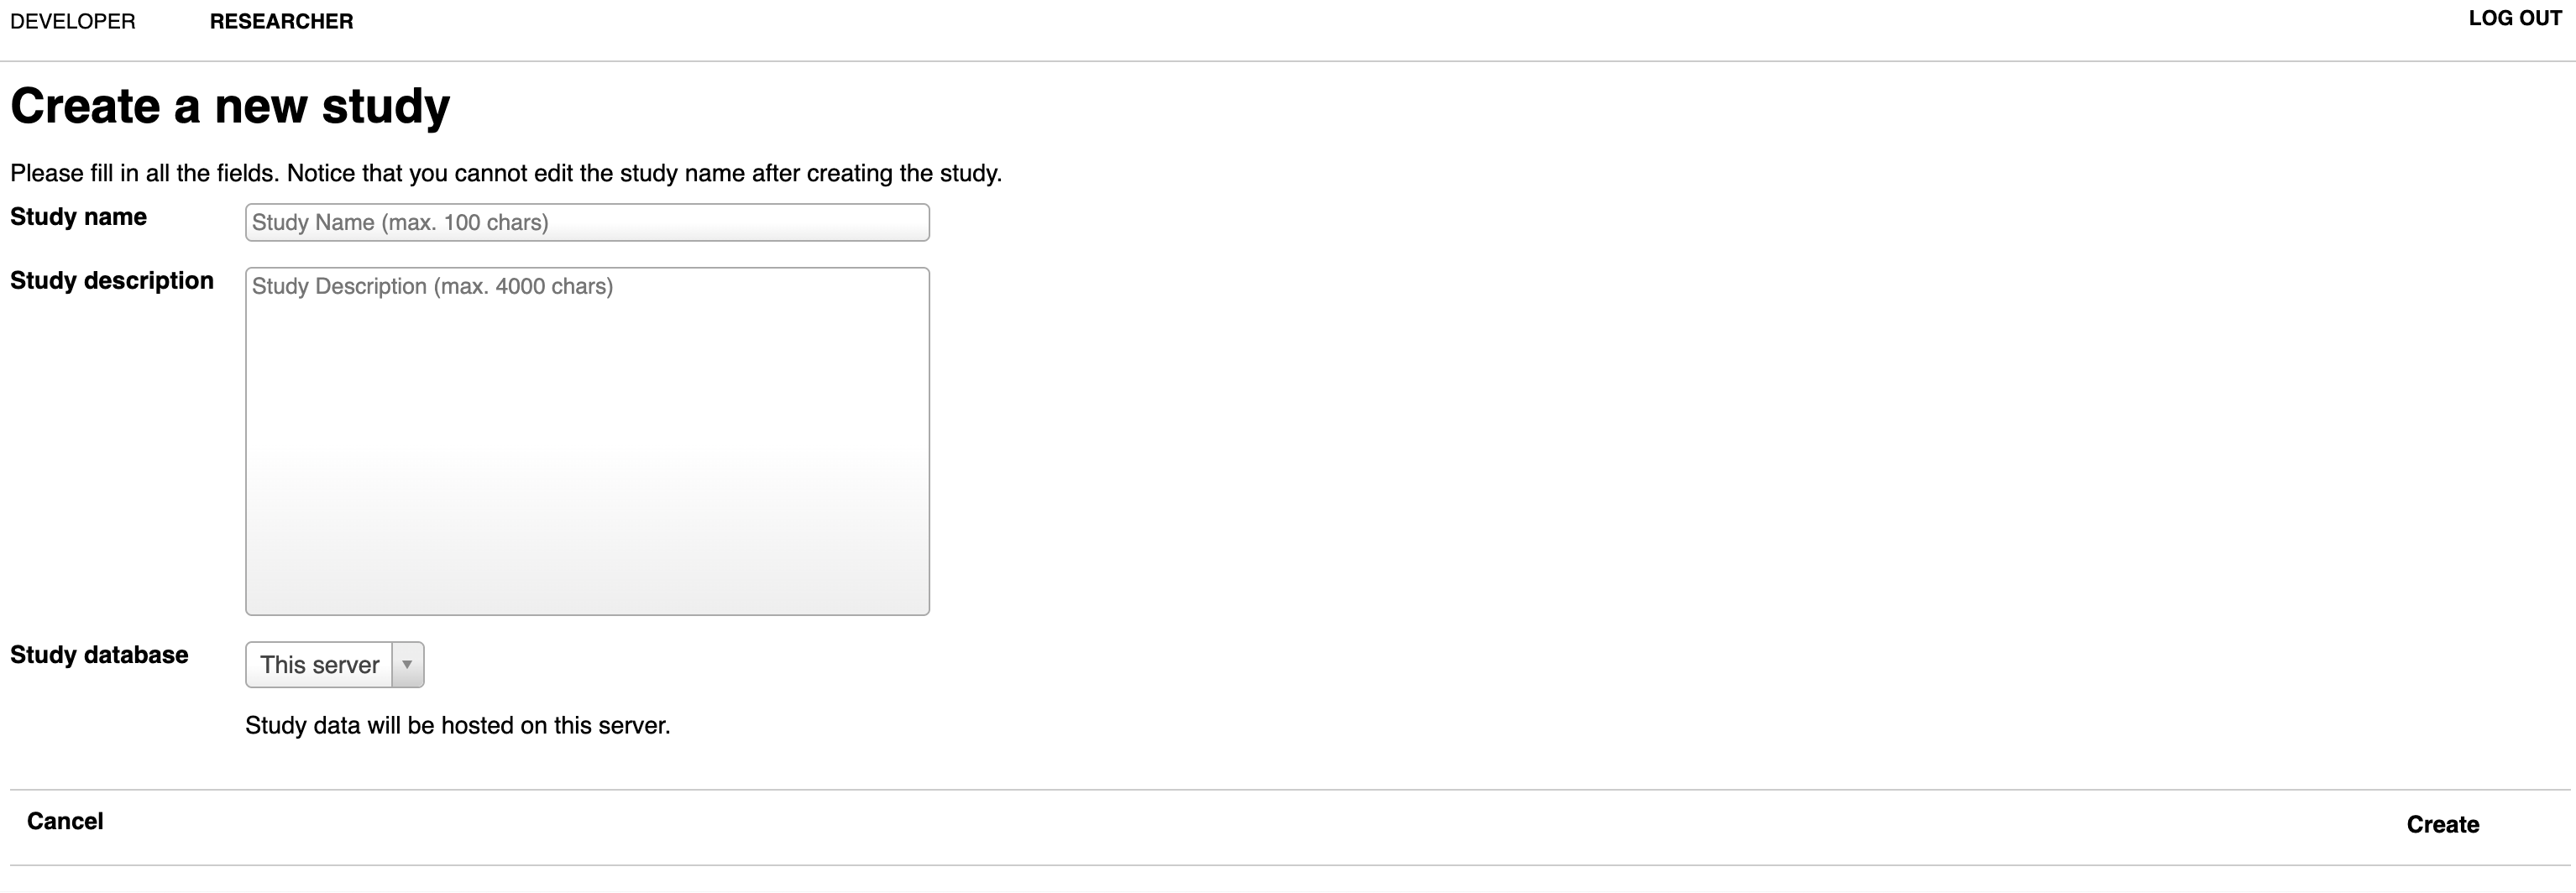 DEVELOPER RESEARCHER LOG OUT
Create a new study
Please fill in all the fields. Notice that you cannot edit the study name after creating the study.
Study name Study Name (max. 100 chars)
Study description Study Description (max. 4000 chars)
Study database This server
Study data will be hosted on this server.
Cancel Create